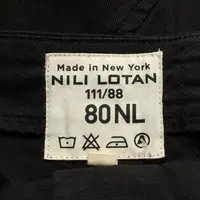 Made in New York
NILI LOTAN
111/88
80NL